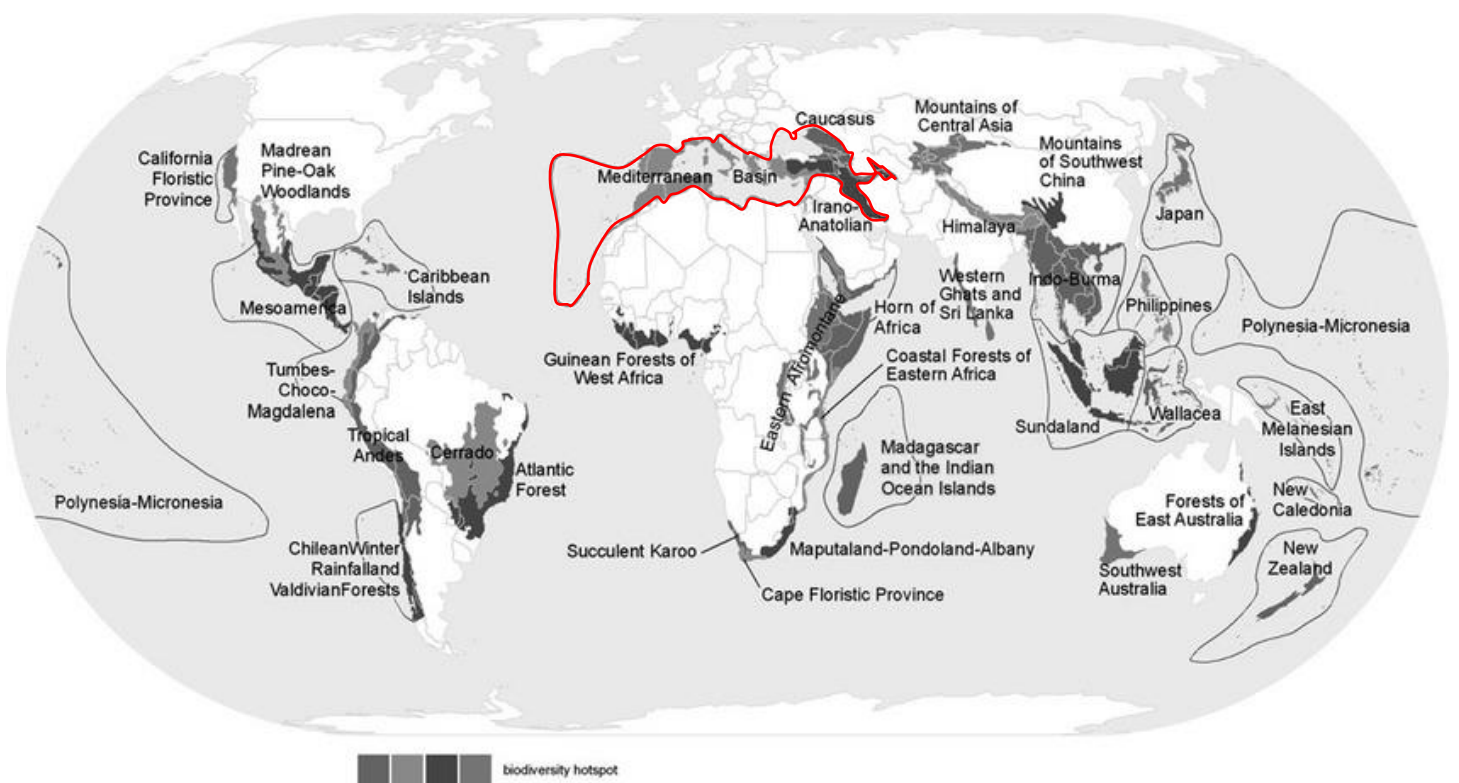 California
Floristic
Province
Madrean
Pine-Oak
Woodlands
Caribbean
Islands
Mesoamerica
Tumbes-
Choco-
Magdalena
Tropical
Andes
Cerrado
Atlantic
Forest
Polynesia-Micronesia
ChileanWinter
Rainfalland
ValdivianForests
Caucasus
Mediterranean Basin
Irano-
Anatolian
Mountains of
Central Asia
Mountains
of Southwest
China
Japan
Himalaya
Indo-Burma
Western
Ghats and
Sri Lanka
Philippines
Polynesia-Micronesia
Horn of
Africa
Guinean Forests of
West Africa
Eastern Afromontane
Coastal Forests of
Eastern Africa
Sundaland
Wallacea
East
Melanesian
Islands
Madagascar
and the Indian
Ocean Islands
New
Caledonia
Forests of
East Australia
Succulent Karoo
Maputaland-Pondoland-Albany
Cape Floristic Province
Southwest
Australia
New
Zealand
biodiversity hotspot